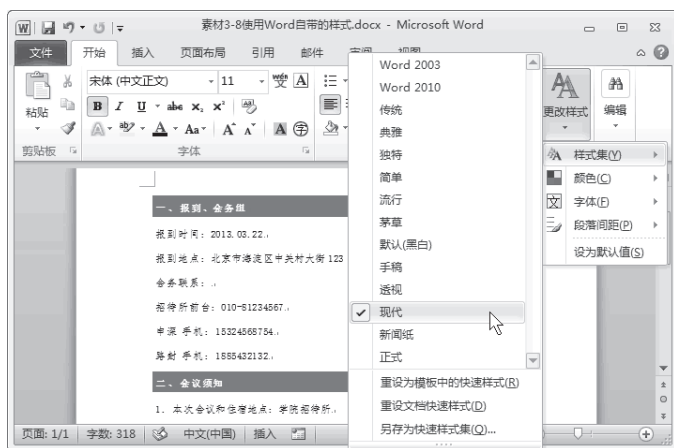 素材3-8使用Word自带的样式.docx - Microsoft Word
文件 开始 插入 页面布局 引用 邮件 审阅 视图
宋体 (中文正文) 11
粘贴
更改样式 编辑
剪贴板 字体
样式集(Y)
颜色(C)
字体(F)
段落间距(P)
设为默认值(S)
Word 2003
Word 2010
传统
典雅
独特
简单
流行
茅草
默认(黑白)
手稿
透视
现代
新闻纸
正式
重设为模板中的快速样式(R)
重设文档快速样式(D)
另存为快速样式集(Q)...
一、报到、会务组
报到时间：2013.03.22.
报到地点：北京市海淀区中关村大街123
会务联系：.
招待所前台：010-81234567.
申深 手机：15324568754.
路尉 手机：1885432132.
二、会议须知
1. 本次会议和住宿地点：学院招待所.
页面: 1/1 字数: 318 中文(中国) 插入